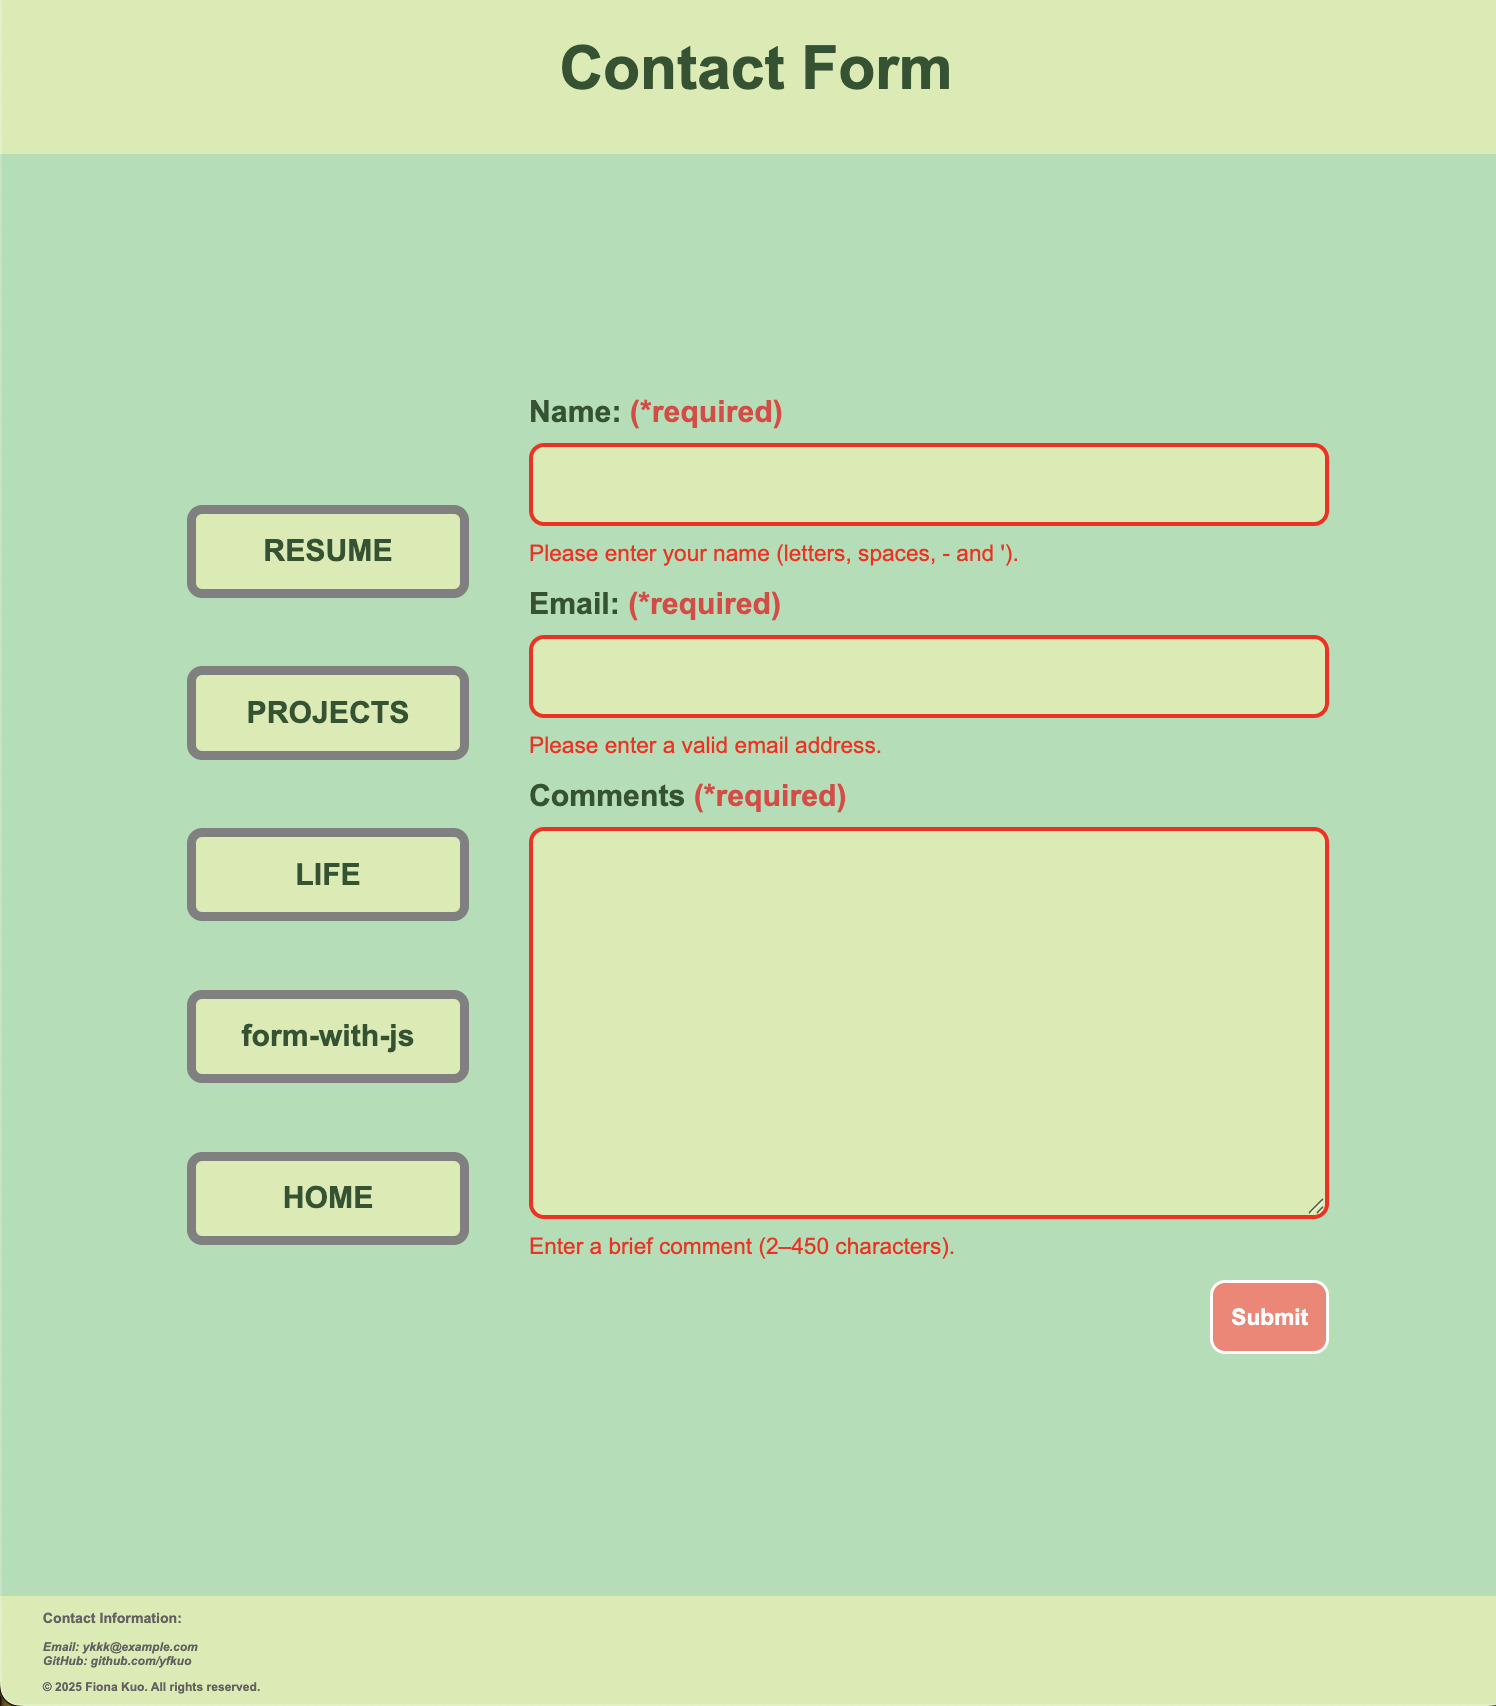 Contact Form
RESUME
PROJECTS
LIFE
form-with-js
HOME
Name: (*required)
Please enter your name (letters, spaces, - and ').
Email: (*required)
Please enter a valid email address.
Comments (*required)
Enter a brief comment (2–450 characters).
Submit
Contact Information:
Email: ykkk@example.com
GitHub: github.com/yfkuo
© 2025 Fiona Kuo. All rights reserved.